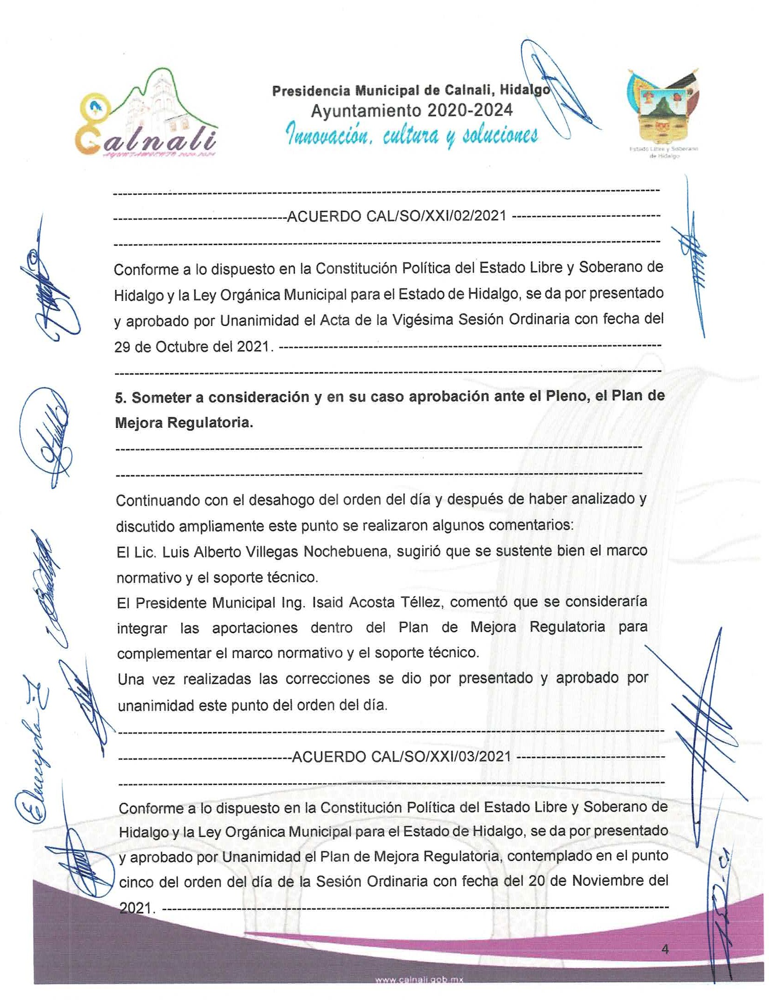 Presidencia Municipal de Calnali, Hidalgo
Ayuntamiento 2020-2024
Innovación, cultura y soluciones
Calnali
AYUNTAMIENTO 2020-2024
Estado Libre y Soberano
de Hidalgo
--------------------------------------------------------------------------------
-----------------------------------ACUERDO CAL/SO/XXI/02/2021 ------------------------------
--------------------------------------------------------------------------------
Conforme a lo dispuesto en la Constitución Política del Estado Libre y Soberano de
Hidalgo y la Ley Orgánica Municipal para el Estado de Hidalgo, se da por presentado
y aprobado por Unanimidad el Acta de la Vigésima Sesión Ordinaria con fecha del
29 de Octubre del 2021. --------------------------------------------------------
--------------------------------------------------------------------------------
5. Someter a consideración y en su caso aprobación ante el Pleno, el Plan de
Mejora Regulatoria.
--------------------------------------------------------------------------------
--------------------------------------------------------------------------------
Continuando con el desahogo del orden del día y después de haber analizado y
discutido ampliamente este punto se realizaron algunos comentarios:
El Lic. Luis Alberto Villegas Nochebuena, sugirió que se sustente bien el marco
normativo y el soporte técnico.
El Presidente Municipal Ing. Isaid Acosta Téllez, comentó que se consideraría
integrar las aportaciones dentro del Plan de Mejora Regulatoria para
complementar el marco normativo y el soporte técnico.
Una vez realizadas las correcciones se dio por presentado y aprobado por
unanimidad este punto del orden del día.
--------------------------------------------------------------------------------
-----------------------------------ACUERDO CAL/SO/XXI/03/2021 ------------------------------
--------------------------------------------------------------------------------
Conforme a lo dispuesto en la Constitución Política del Estado Libre y Soberano de
Hidalgo y la Ley Orgánica Municipal para el Estado de Hidalgo, se da por presentado
y aprobado por Unanimidad el Plan de Mejora Regulatoria, contemplado en el punto
cinco del orden del día de la Sesión Ordinaria con fecha del 20 de Noviembre del
2021. --------------------------------------------------------------------------
4
www.calnali.gob.mx